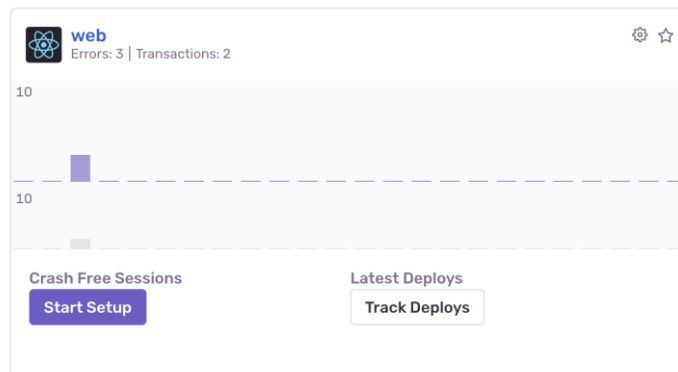 web
Errors: 3 | Transactions: 2
10
10
Crash Free Sessions
Latest Deploys
Start Setup
Track Deploys